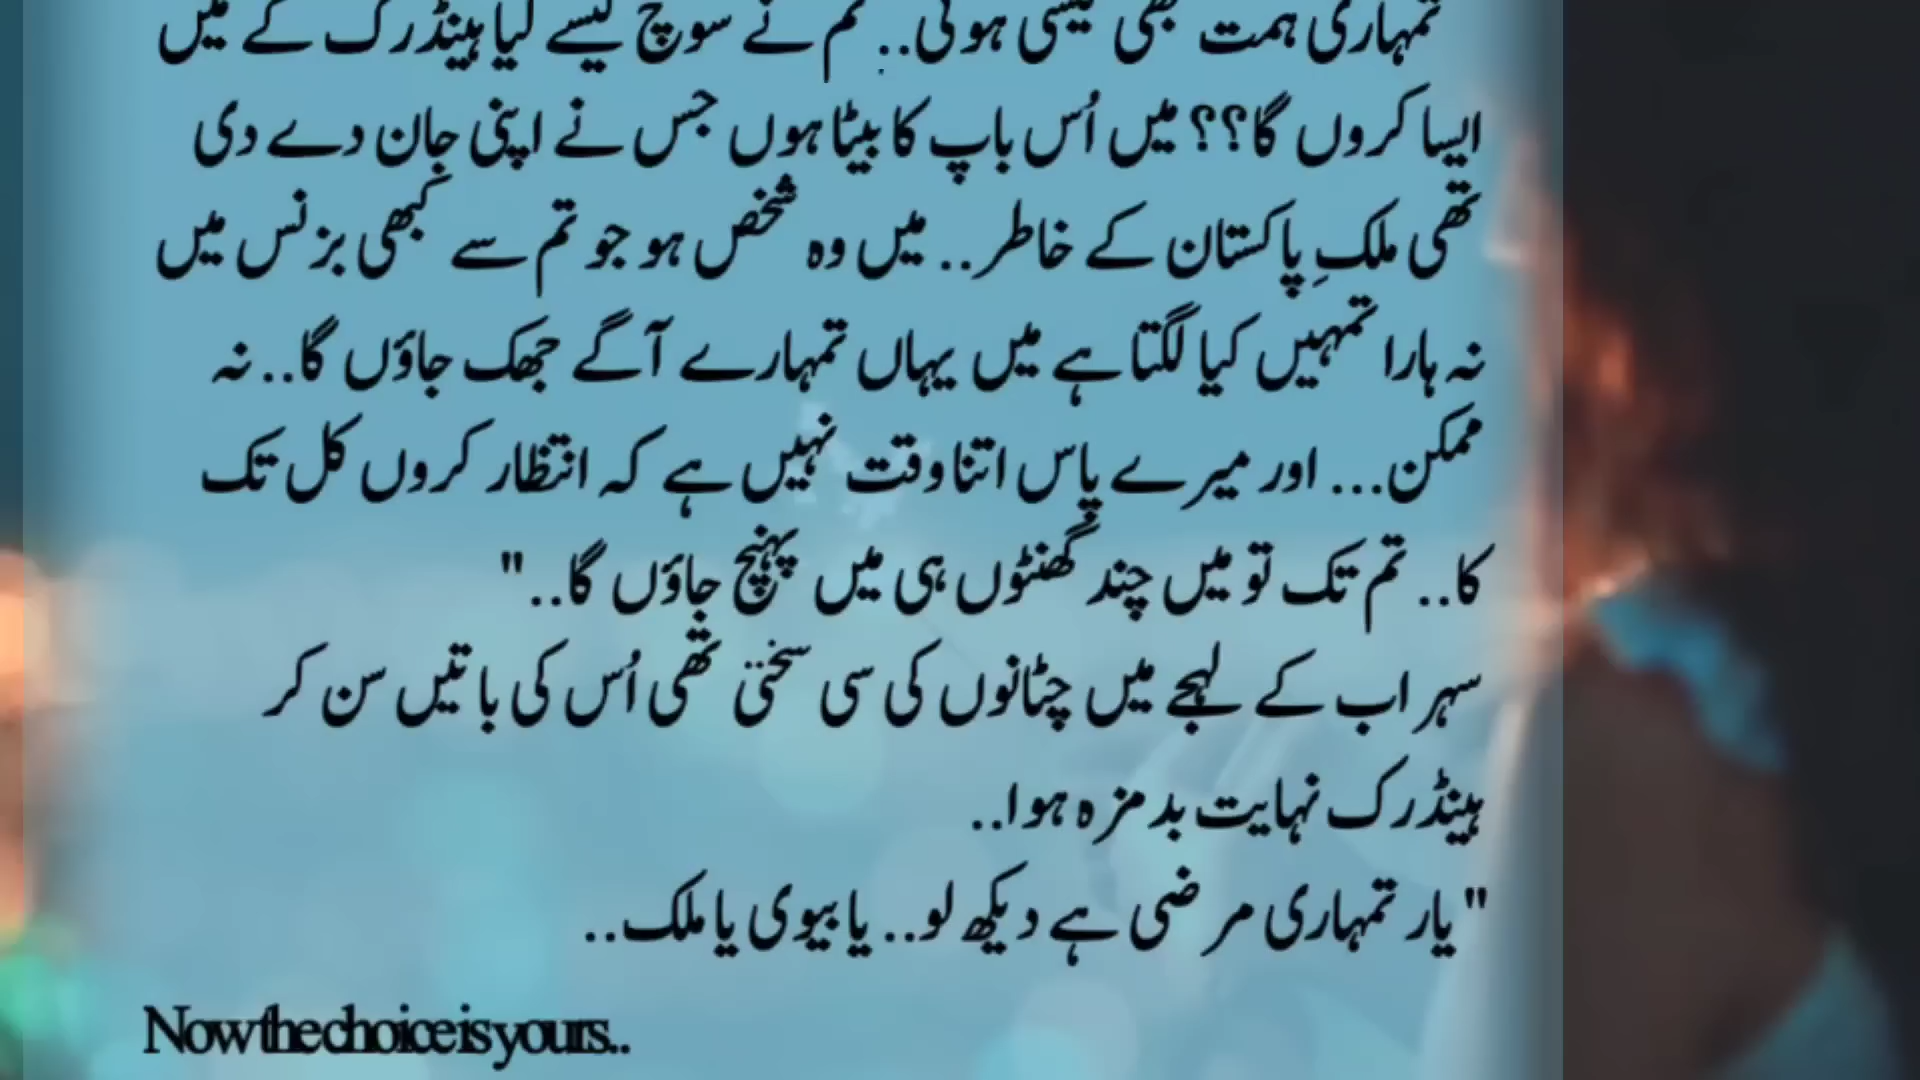 تمہاری ہمت بھی کیسی ہوئی.. تم نے سوچ کیسے لیا ہینڈرک کے میں
ایسا کروں گا؟؟ میں اُس باپ کا بیٹا ہوں جس نے اپنی جان دے دی
تھی ملکِ پاکستان کے خاطر.. میں وہ شخص ہو جو تم سے کبھی بزنس میں
نہ ہارا تمہیں کیا لگتا ہے میں یہاں تمہارے آگے جھک جاؤں گا.. نہ
ممکن... اور میرے پاس اتنا وقت نہیں ہے کہ انتظار کروں کل تک
کا.. تم تک تو میں چند گھنٹوں ہی میں پہنچ جاؤں گا.."
سہراب کے لہجے میں چٹانوں کی سی سختی تھی اُس کی باتیں سن کر
ہینڈرک نہایت بدمزہ ہوا..
"یار تمہاری مرضی ہے دیکھ لو.. یا بیوی یا ملک..
Now the choice is yours..